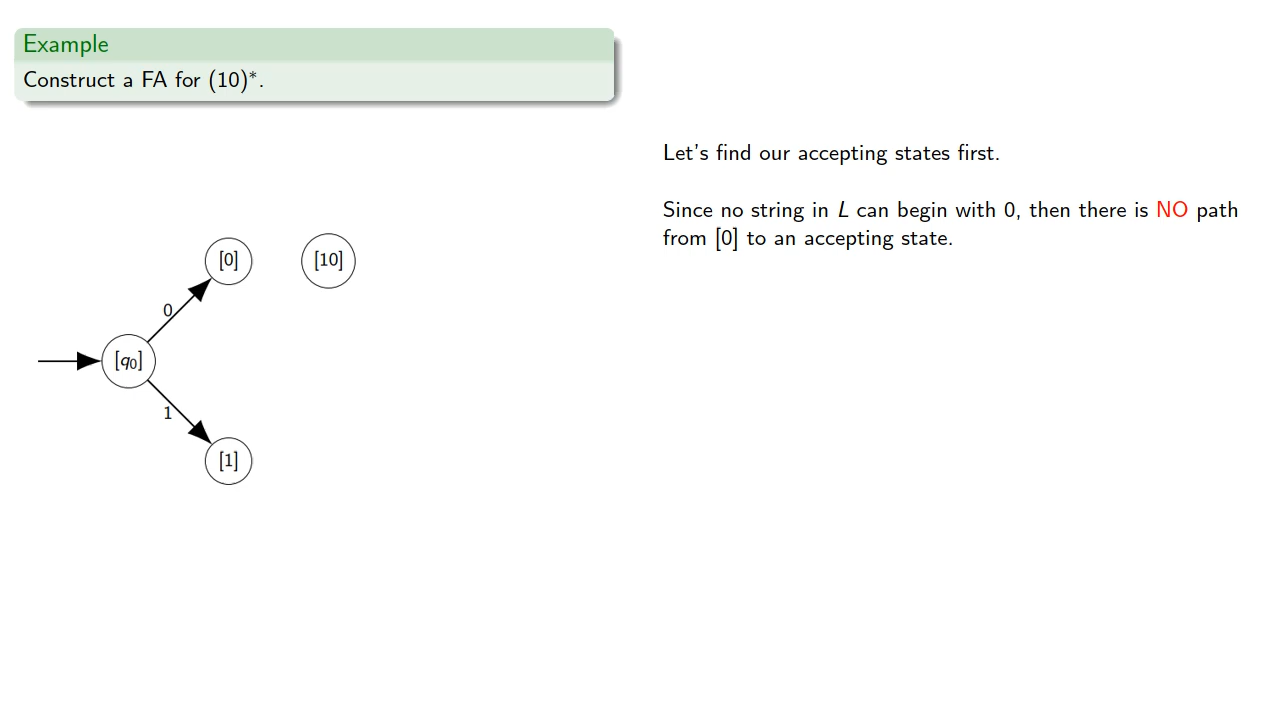 Example
Construct a FA for (10)*.
Let's find our accepting states first.
Since no string in L can begin with 0, then there is NO path
from [0] to an accepting state.
[0]
[10]
0
[q₀]
1
[1]